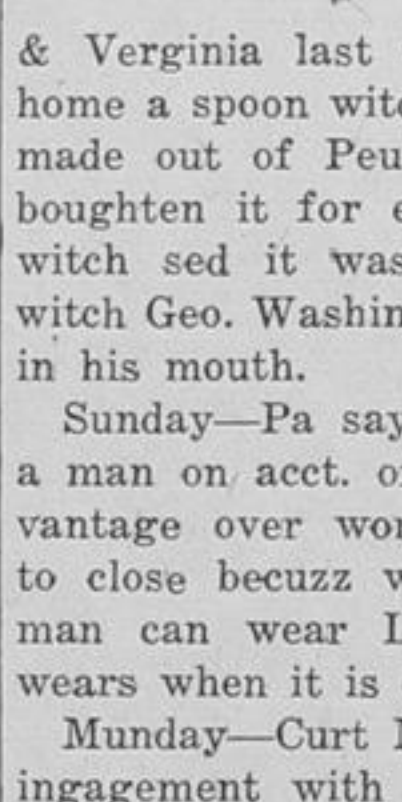 & Verginia last
home a spoon witc
made out of Peu
boughten it for e
witch sed it was
witch Geo. Washin
in his mouth.
Sunday—Pa say
a man on acct. o
vantage over wo
to close becuzz w
man can wear L
wears when it is
Munday—Curt
ingagement with